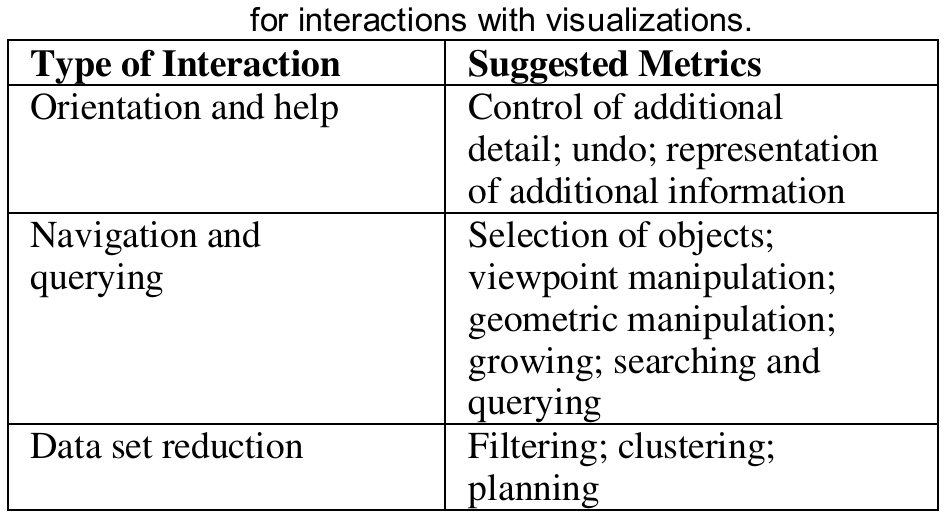 for interactions with visualizations.
Type of Interaction
Suggested Metrics
Orientation and help
Control of additional
detail; undo; representation
of additional information
Navigation and
querying
Selection of objects;
viewpoint manipulation;
geometric manipulation;
growing; searching and
querying
Data set reduction
Filtering; clustering;
planning